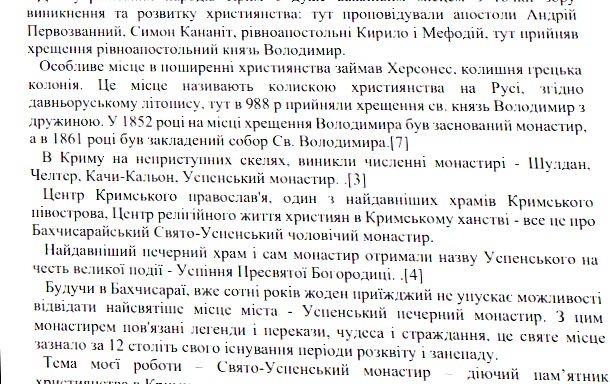 виникнення та розвитку християнства: тут проповідували апостоли Андрій
Первозванний, Симон Кананіт, рівноапостольні Кирило і Мефодій, тут прийняв
хрещення рівноапостольний князь Володимир.
Особливе місце в поширенні християнства займав Херсонес, колишня грецька
колонія. Це місце називають колискою християнства на Русі, згідно
давньоруському літопису, тут в 988 р прийняли хрещення св. князь Володимир з
дружиною. У 1852 році на місці хрещення Володимира був заснований монастир,
а в 1861 році був закладений собор Св. Володимира.[7]
В Криму на неприступних скелях, виникли численні монастирі - Шулдан,
Челтер, Качи-Кальон, Успенський монастир. .[3]
Центр Кримського православ'я, один з найдавніших храмів Кримського
півострова, Центр релігійного життя християн в Кримському ханстві - все це про
Бахчисарайський Свято-Успенський чоловічий монастир.
Найдавніший печерний храм і сам монастир отримали назву Успенського на
честь великої події - Успіння Пресвятої Богородиці. .[4]
Будучи в Бахчисараї, вже сотні років жоден приїжджий не упускає можливості
відвідати найсвятіше місце міста - Успенський печерний монастир. З цим
монастирем пов'язані легенди і перекази, чудеса і страждання, це святе місце
зазнало за 12 століть свого існування періоди розквіту і занепаду.
Тема моєї роботи – Свято-Успенський монастир – діючий пам`ятник